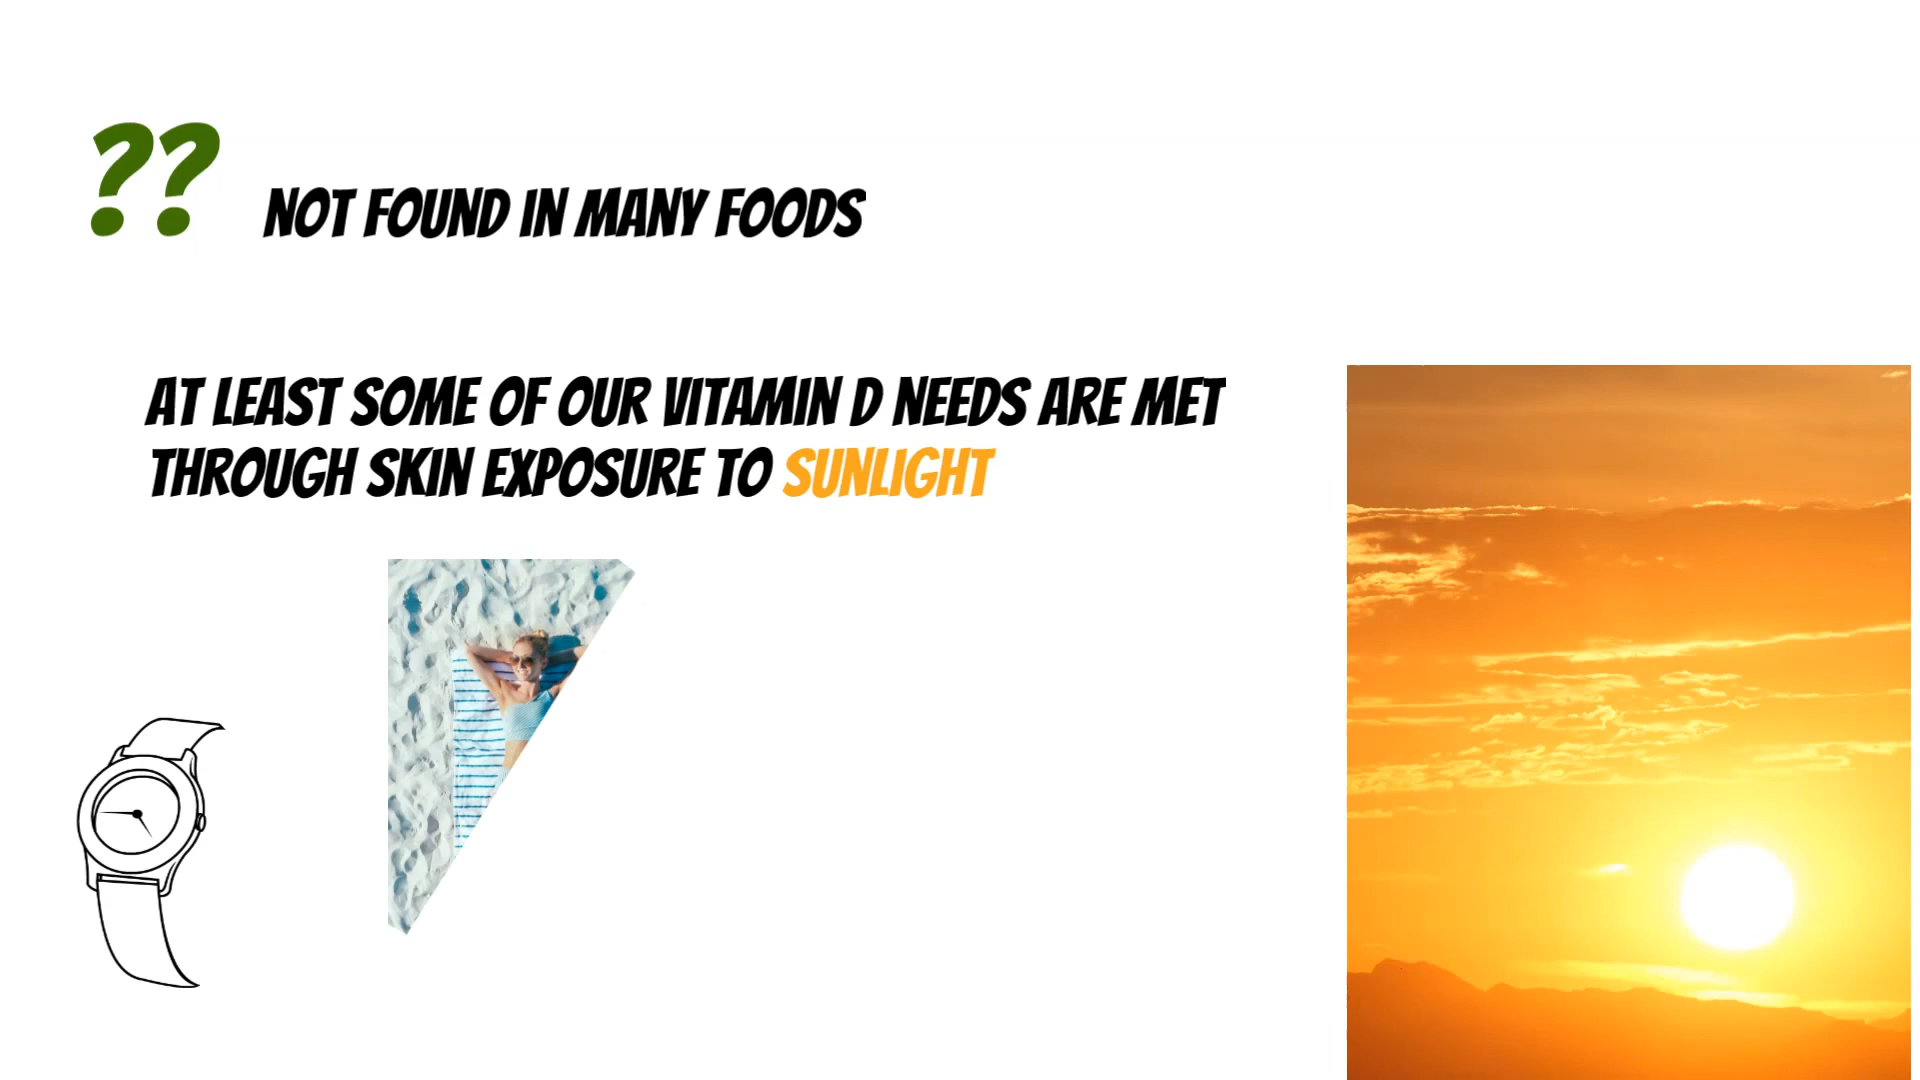 ?? NOT FOUND IN MANY FOODS
AT LEAST SOME OF OUR VITAMIN D NEEDS ARE MET
THROUGH SKIN EXPOSURE TO SUNLIGHT